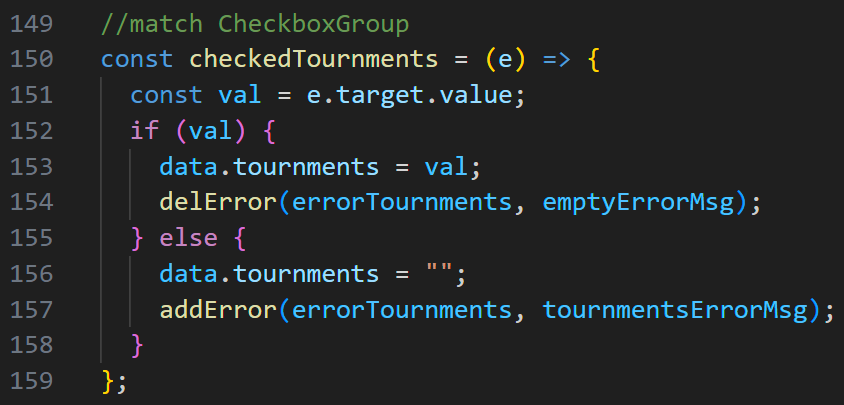 149 //match CheckboxGroup
150 const checkedTournments = (e) => {
151 const val = e.target.value;
152 if (val) {
153 data.tournments = val;
154 delError(errorTournments, emptyErrorMsg);
155 } else {
156 data.tournments = "";
157 addError(errorTournments, tournmentsErrorMsg);
158 }
159 };